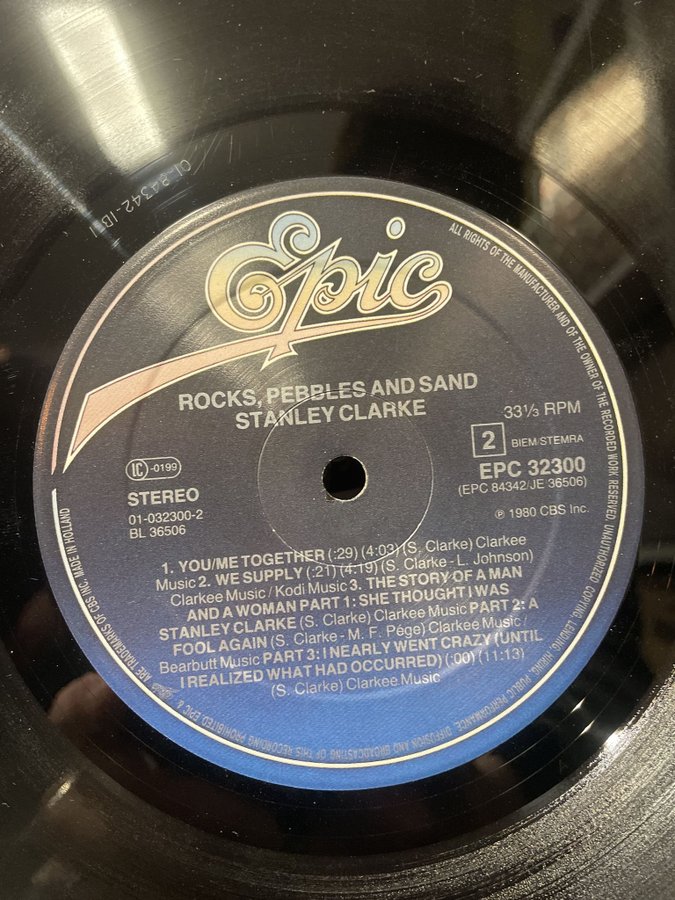 CI-84342-1B-1
Epic
ROCKS, PEBBLES AND SAND
STANLEY CLARKE
33⅓ RPM
2 BIEM/STEMRA
LC -0199
STEREO
01-032300-2
BL 36506
EPC 32300
(EPC 84342/JE 36506)
℗ 1980 CBS Inc.
1. YOU/ME TOGETHER (:29) (4:03) (S. Clarke) Clarkee
Music 2. WE SUPPLY (:21) (4:19) (S. Clarke - L. Johnson)
Clarkee Music / Kodi Music 3. THE STORY OF A MAN
AND A WOMAN PART 1: SHE THOUGHT I WAS
STANLEY CLARKE (S. Clarke) Clarkee Music PART 2: A
FOOL AGAIN (S. Clarke - M. F. Pége) Clarkee Music /
Bearbutt Music PART 3: I NEARLY WENT CRAZY (UNTIL
I REALIZED WHAT HAD OCCURRED) (:00) (11:13)
(S. Clarke) Clarkee Music
ALL RIGHTS OF THE MANUFACTURER AND OF THE OWNER OF THE RECORDED WORK RESERVED. UNAUTHORIZED COPYING, LENDING, HIRING, PUBLIC PERFORMANCE, DIFFUSION AND BROADCASTING OF THIS RECORDING PROHIBITED EPIC & ARE TRADEMARKS OF CBS INC. MADE IN HOLLAND